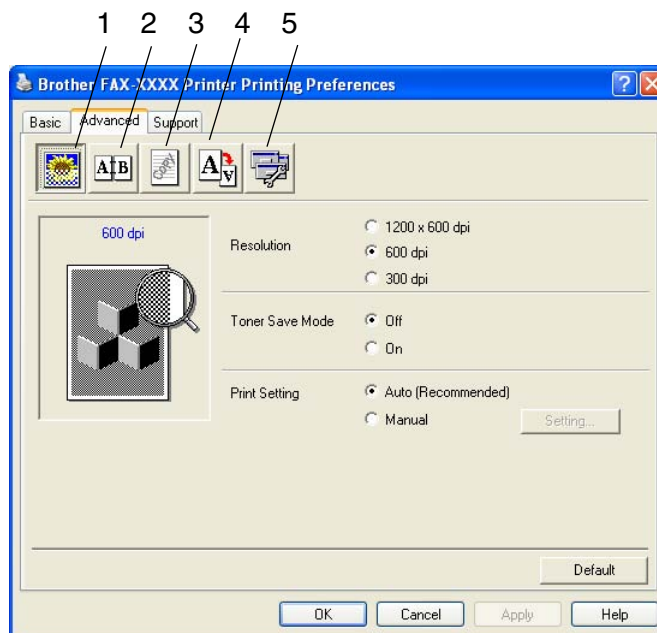 1 2 3 4 5
Brother FAX-XXXX Printer Printing Preferences
Basic Advanced Support
A B COPY A A
600 dpi
Resolution
1200 x 600 dpi
600 dpi
300 dpi
Toner Save Mode
Off
On
Print Setting
Auto (Recommended)
Manual
Setting...
Default
OK Cancel Apply Help